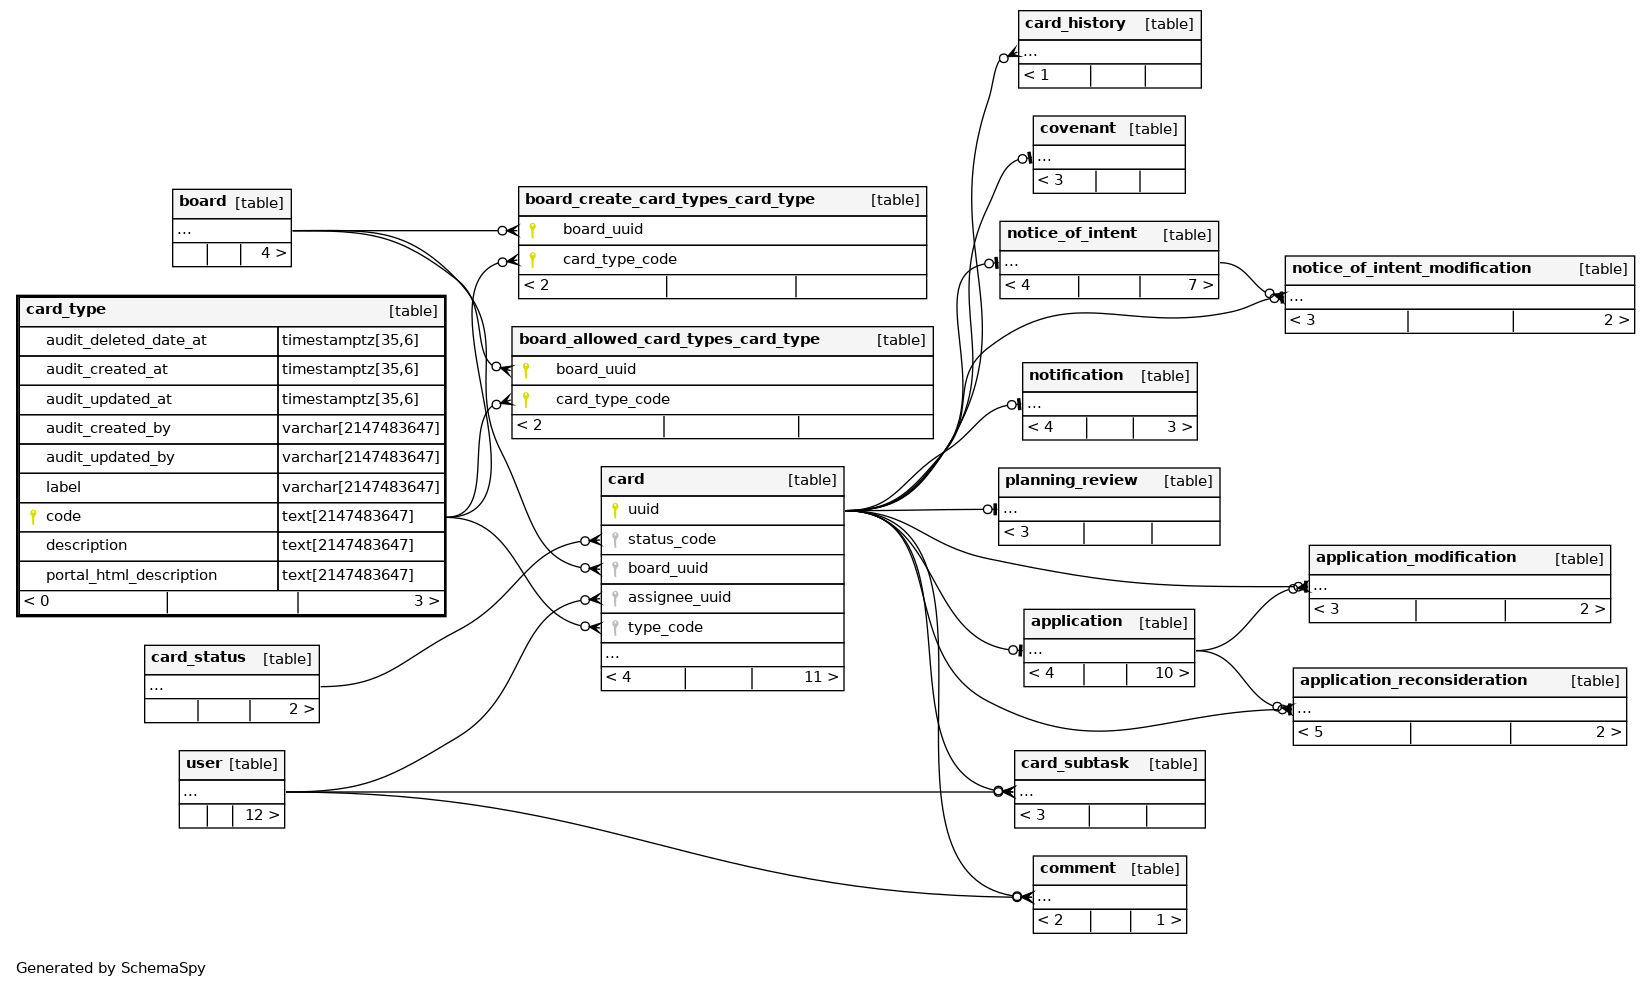 card_history [table]
...
< 1
covenant [table]
...
< 3
board [table]
...
4 >
board_create_card_types_card_type [table]
board_uuid
card_type_code
< 2
notice_of_intent [table]
...
< 4 7 >
notice_of_intent_modification [table]
...
< 3 2 >
card_type [table]
audit_deleted_date_at timestamptz[35,6]
audit_created_at timestamptz[35,6]
audit_updated_at timestamptz[35,6]
audit_created_by varchar[2147483647]
audit_updated_by varchar[2147483647]
label varchar[2147483647]
code text[2147483647]
description text[2147483647]
portal_html_description text[2147483647]
< 0 3 >
board_allowed_card_types_card_type [table]
board_uuid
card_type_code
< 2
notification [table]
...
< 4 3 >
card [table]
uuid
status_code
board_uuid
assignee_uuid
type_code
...
< 4 11 >
planning_review [table]
...
< 3
application_modification [table]
...
< 3 2 >
application [table]
...
< 4 10 >
card_status [table]
...
2 >
application_reconsideration [table]
...
< 5 2 >
user [table]
...
12 >
card_subtask [table]
...
< 3
comment [table]
...
< 2 1 >
Generated by SchemaSpy